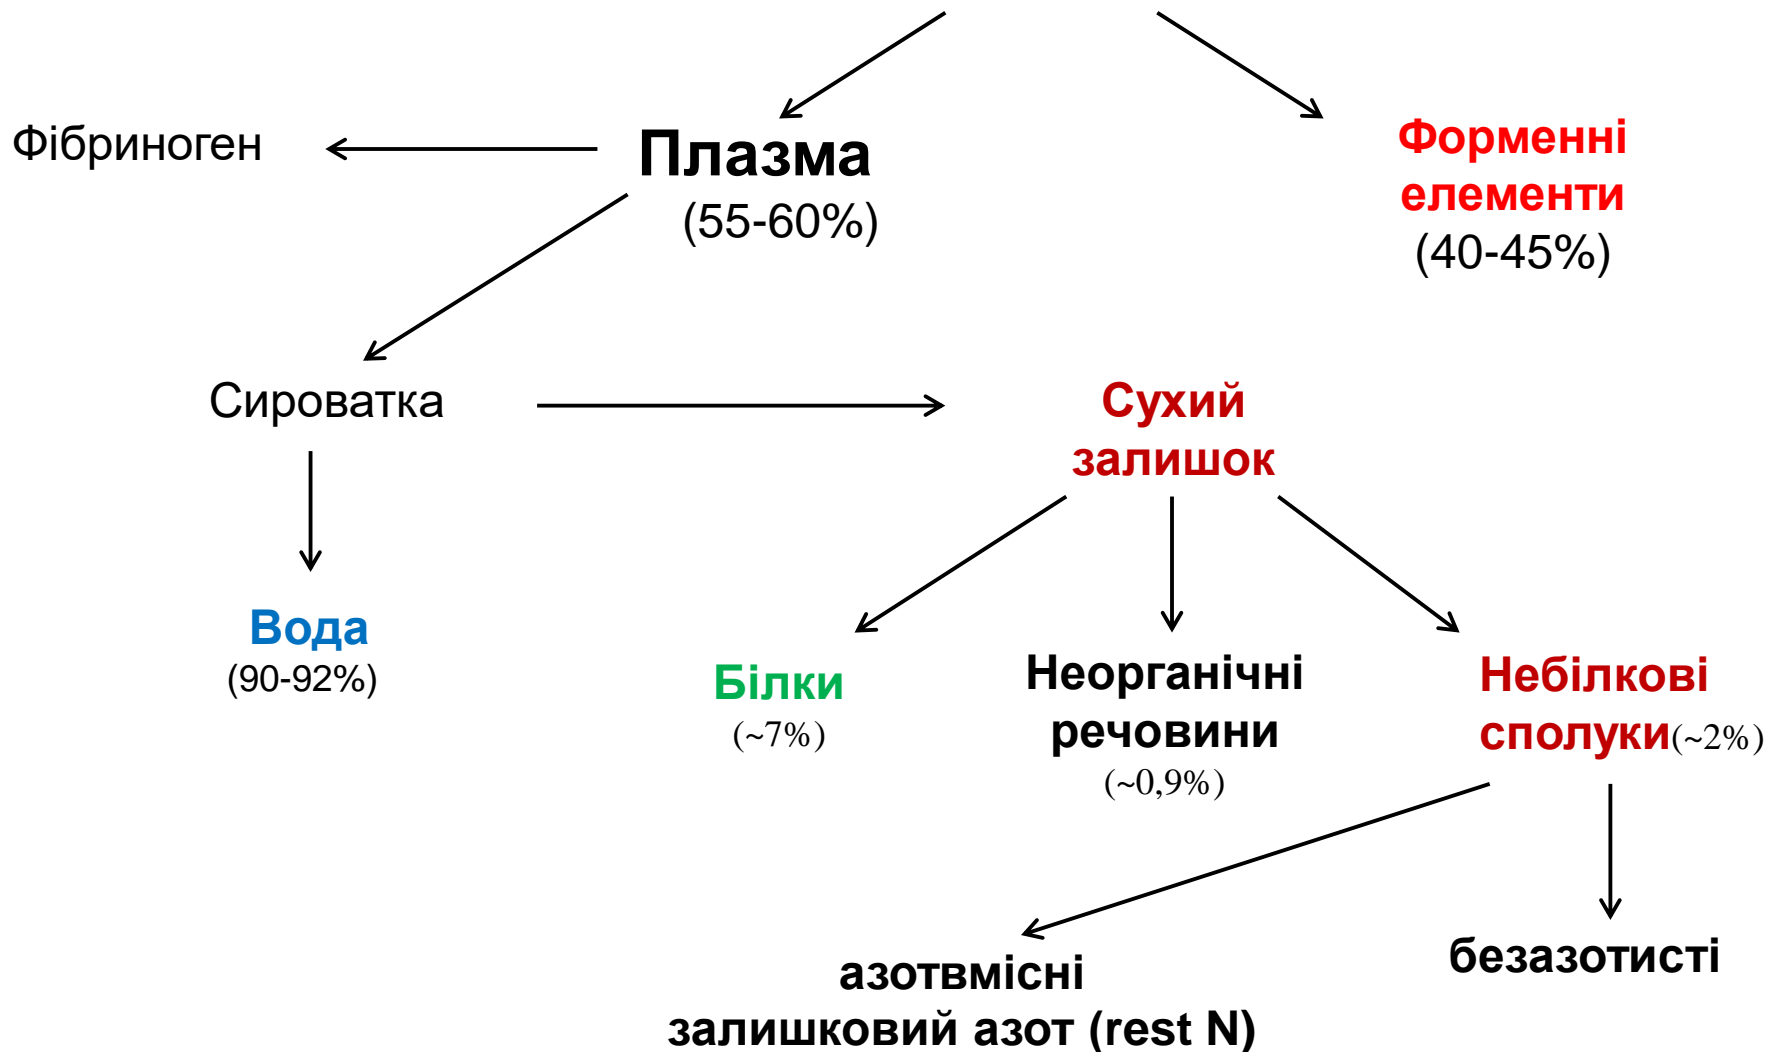 Фібриноген
Плазма
(55-60%)
Форменні
елементи
(40-45%)
Сироватка
Сухий
залишок
Вода
(90-92%)
Білки
(~7%)
Неорганічні
речовини
(~0,9%)
Небілкові
сполуки(~2%)
азотвмісні
залишковий азот (rest N)
безазотисті